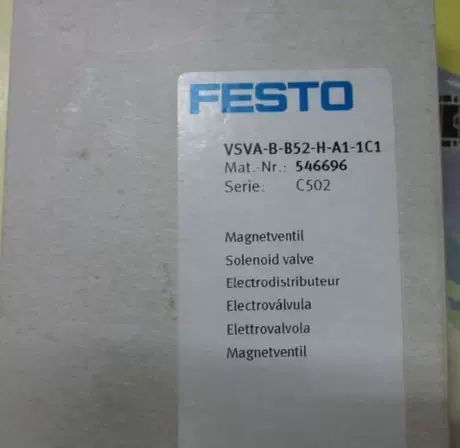 FESTO
VSVA-B-B52-H-A1-1C1
Mat.-Nr.: 546696
Serie: C502
Magnetventil
Solenoid valve
Electrodistributeur
Electroválvula
Elettrovalvola
Magnetventil